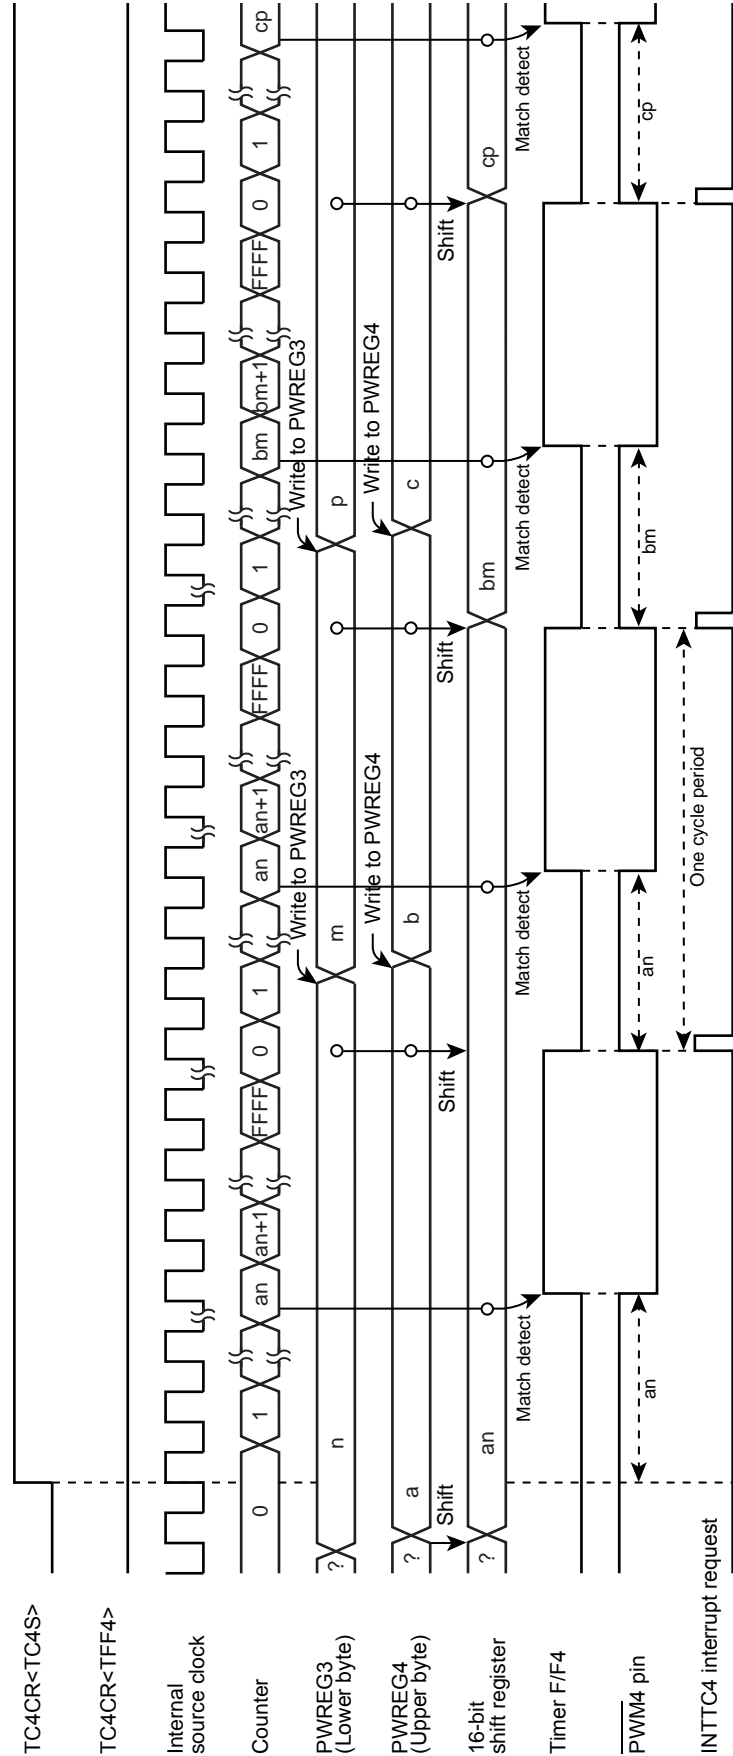 TC4CR<TC4S>
TC4CR<TFF4>
Internal
source clock
Counter
0
1
an
an+1
FFFF
0
1
an
an+1
FFFF
0
1
bm
bm+1
FFFF
0
1
cp
Write to PWREG3
Write to PWREG3
PWREG3
(Lower byte)
?
n
m
p
Write to PWREG4
Write to PWREG4
PWREG4
(Upper byte)
?
a
b
c
Shift
Shift
Shift
Shift
16-bit
shift register
?
an
bm
cp
Match detect
Match detect
Match detect
Match detect
Timer F/F4
PWM4 pin
an
an
bm
cp
One cycle period
INTTC4 interrupt request